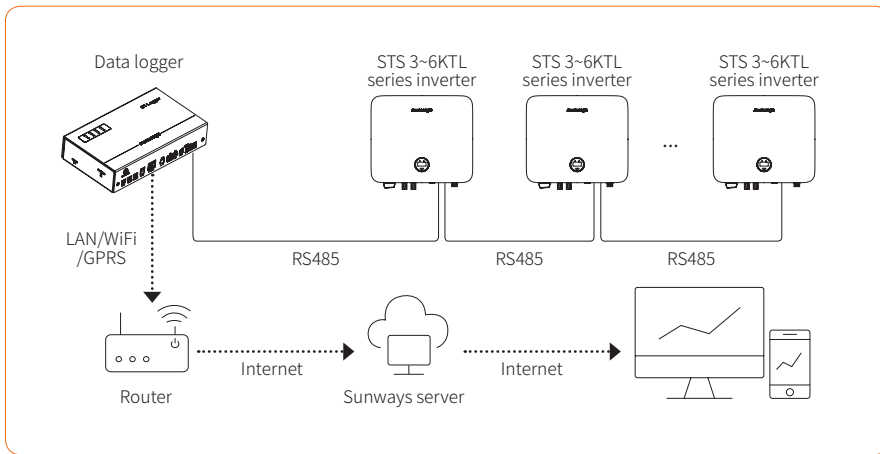 Data logger
STS 3~6KTL
series inverter
STS 3~6KTL
series inverter
STS 3~6KTL
series inverter
...
LAN/WiFi
/GPRS
RS485
RS485
RS485
Internet
Internet
Router
Sunways server